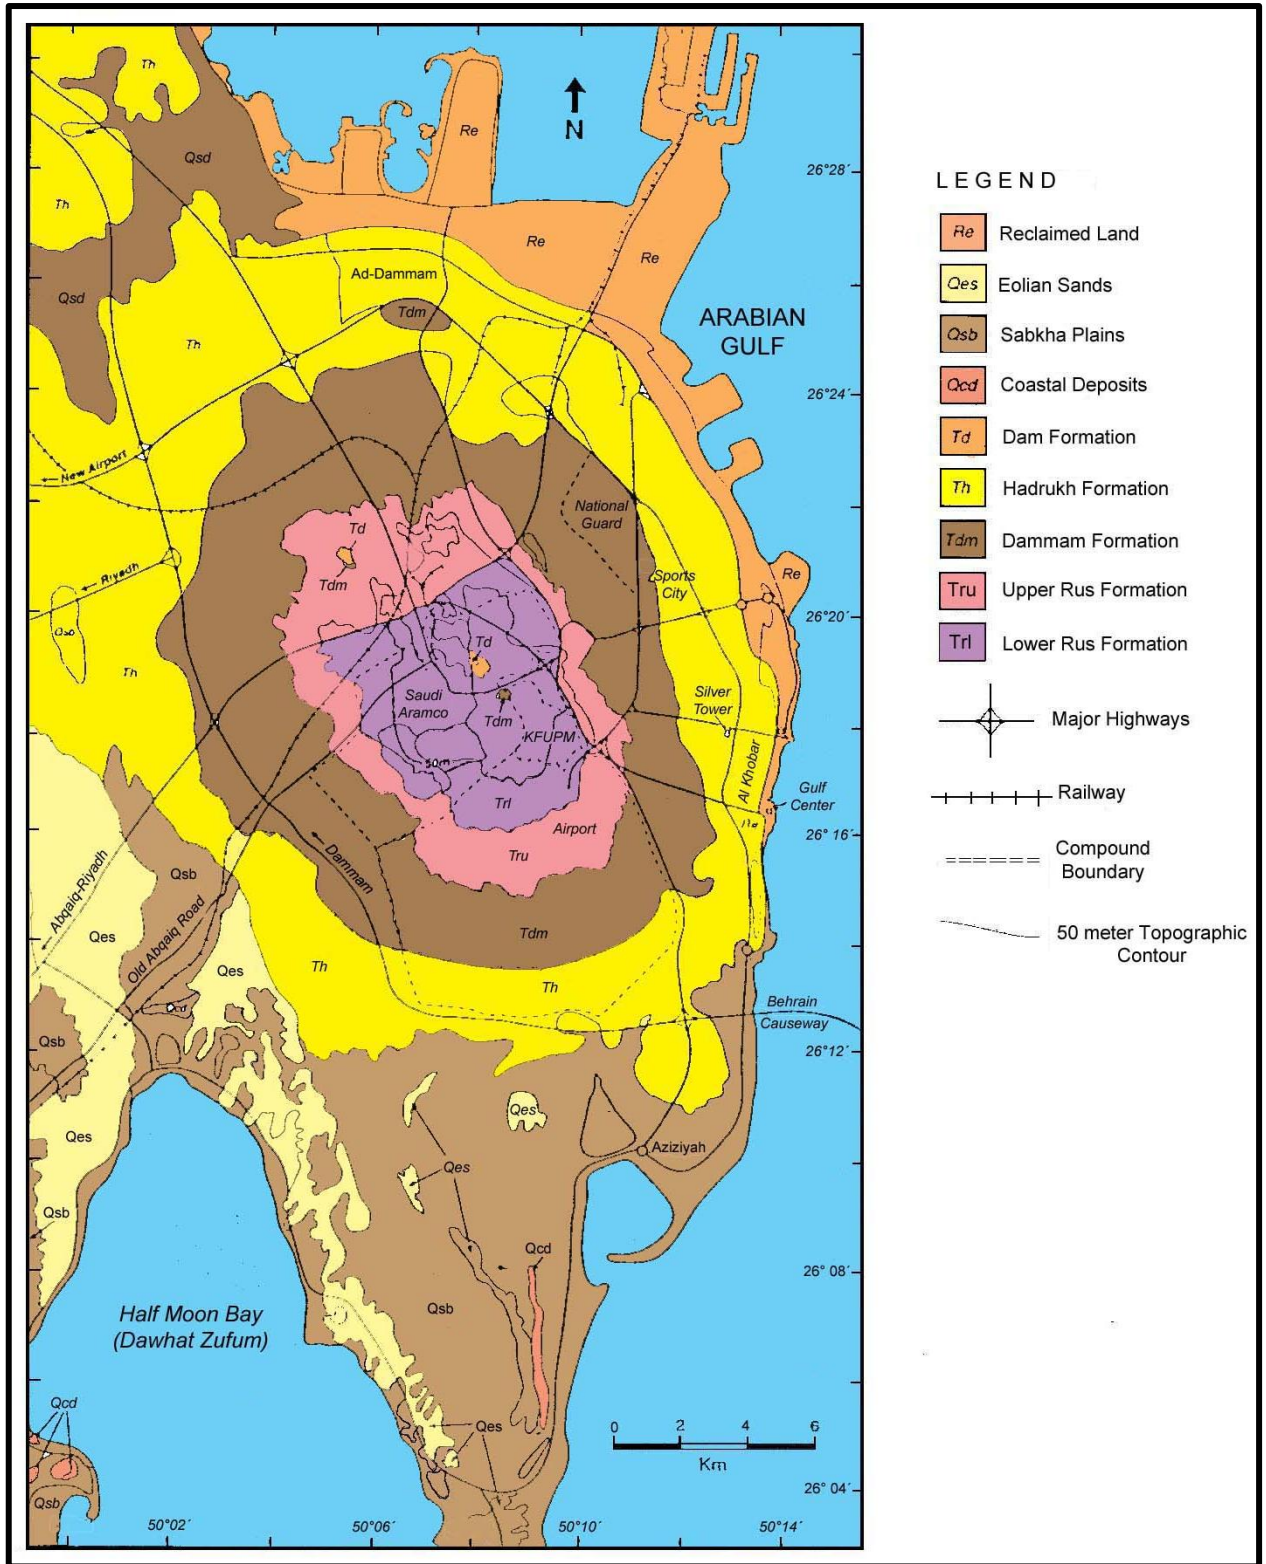 Th
Qsd
Th
Qsd
Th
Re
N
Re
Re
Ad-Dammam
Tdm
ARABIAN
GULF
26°28´
26°24´
26°20´
26° 16´
26°12´
26° 08´
26° 04´
New Airport
Riyadh
Qsb
Th
National
Guard
Sports
City
Re
Td
Tdm
Td
Saudi
Aramco
Tdm
KFUPM
50m
Trl
Airport
Tru
Silver
Tower
Al Khobar
Gulf
Center
Dammam
Qsb
Abqaiq-Riyadh
Old Abqaiq Road
Qes
Qes
Tdm
Th
Th
Behrain
Causeway
Qsb
Qes
Qes
Qes
Aziziyah
Qsb
Qcd
Qsb
Half Moon Bay
(Dawhat Zufum)
Qcd
Qes
Qsb
0 2 4 6
Km
50°02´ 50°06´ 50°10´ 50°14´
LEGEND
Re Reclaimed Land
Qes Eolian Sands
Qsb Sabkha Plains
Qcd Coastal Deposits
Td Dam Formation
Th Hadrukh Formation
Tdm Dammam Formation
Tru Upper Rus Formation
Trl Lower Rus Formation
Major Highways
Railway
Compound
Boundary
50 meter Topographic
Contour